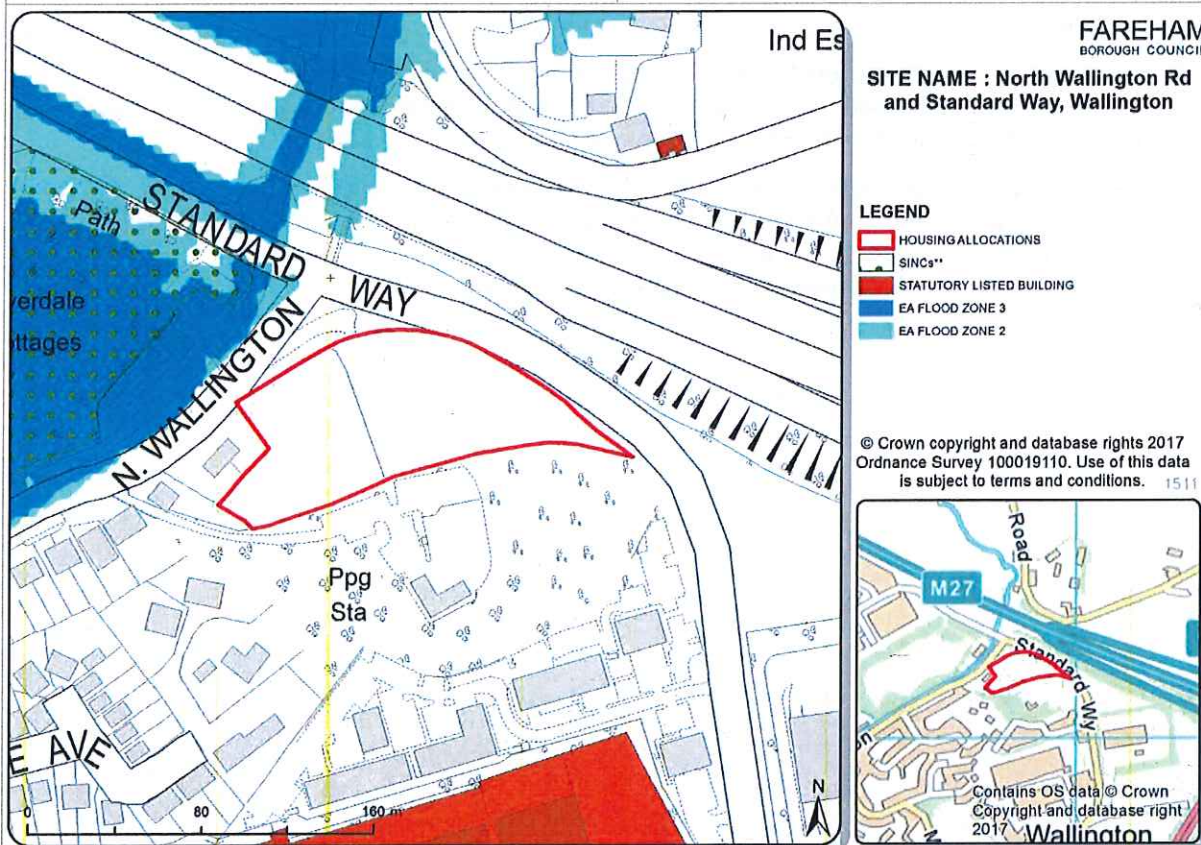 Ind Es
Path
STANDARD
WAY
verdale
ttages
N. WALLINGTON
Ppg
Sta
E AVE
0 80 160 m
N
FAREHAM
BOROUGH COUNCIL
SITE NAME : North Wallington Rd
and Standard Way, Wallington
LEGEND
HOUSING ALLOCATIONS
SINCs**
STATUTORY LISTED BUILDING
EA FLOOD ZONE 3
EA FLOOD ZONE 2
© Crown copyright and database rights 2017
Ordnance Survey 100019110. Use of this data
is subject to terms and conditions. 1511
Road
M27
Standard
Wy
Contains OS data © Crown
Copyright and database right
2017 Wallington